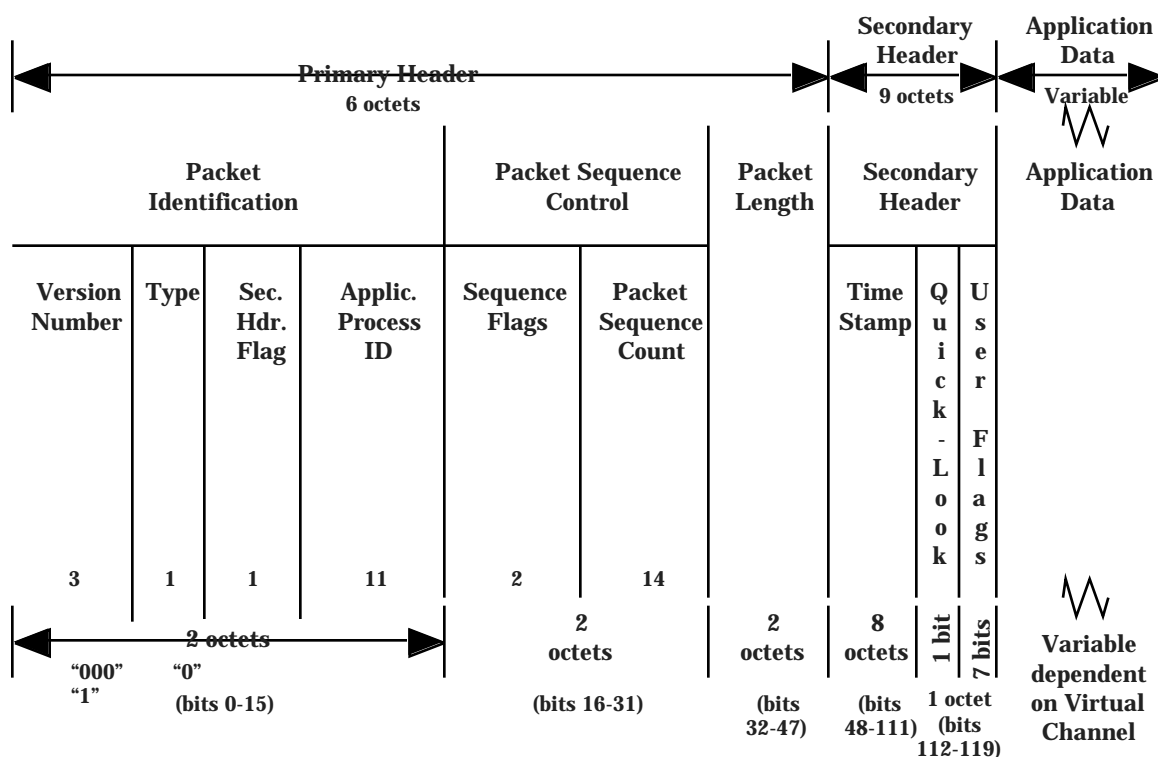 Primary Header
6 octets
Secondary
Header
9 octets
Application
Data
Variable
Packet
Identification
Packet Sequence
Control
Packet
Length
Secondary
Header
Application
Data
Version
Number
Type
Sec.
Hdr.
Flag
Applic.
Process
ID
Sequence
Flags
Packet
Sequence
Count
Time
Stamp
Quick-Look
User Flags
3
1
1
11
2
14
2 octets
2
octets
2
octets
8
octets
1 bit
7 bits
Variable
dependent
on Virtual
Channel
“000”
“0”
“1”
(bits 0-15)
(bits 16-31)
(bits
32-47)
(bits
48-111)
1 octet
(bits
112-119)